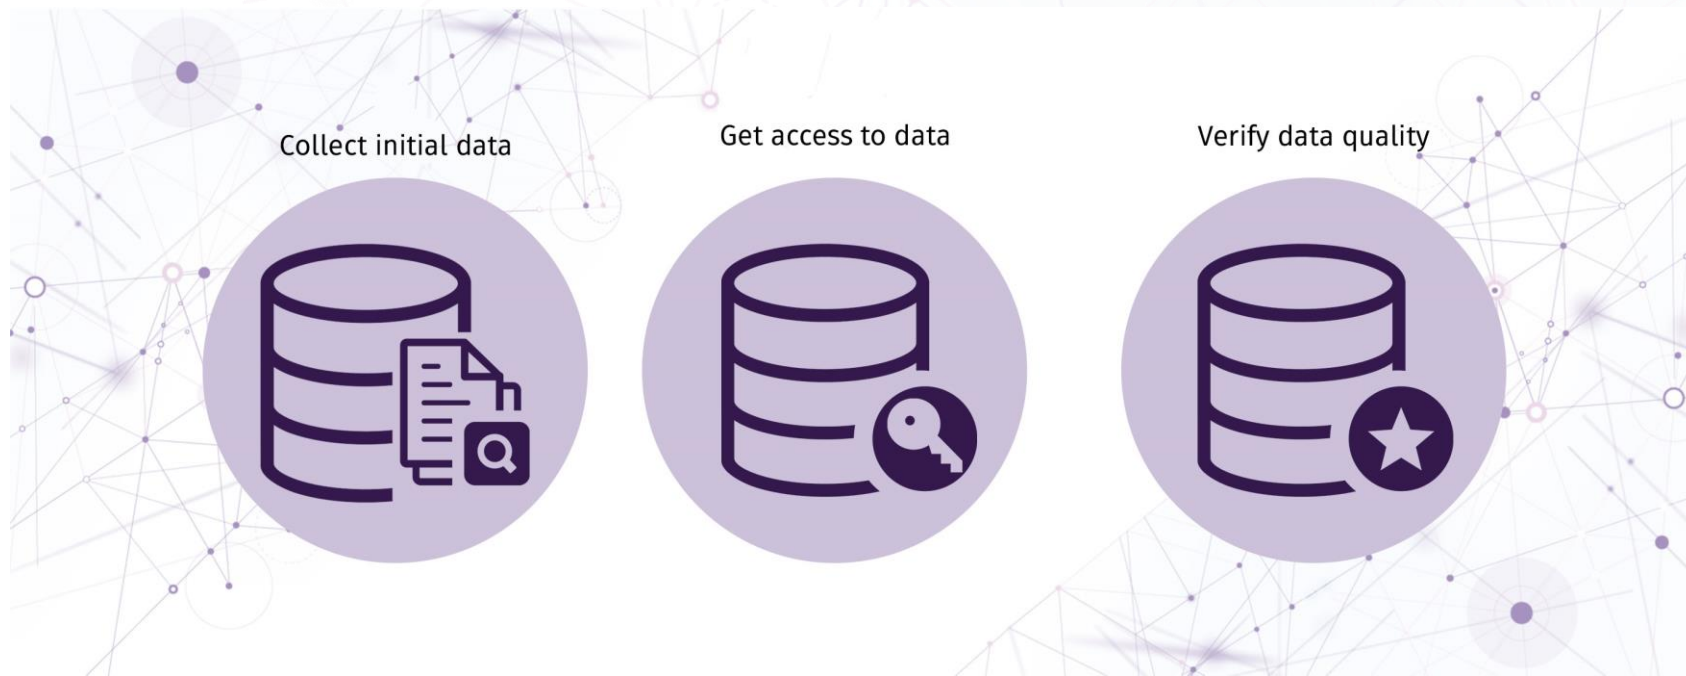 Collect initial data
Get access to data
Verify data quality